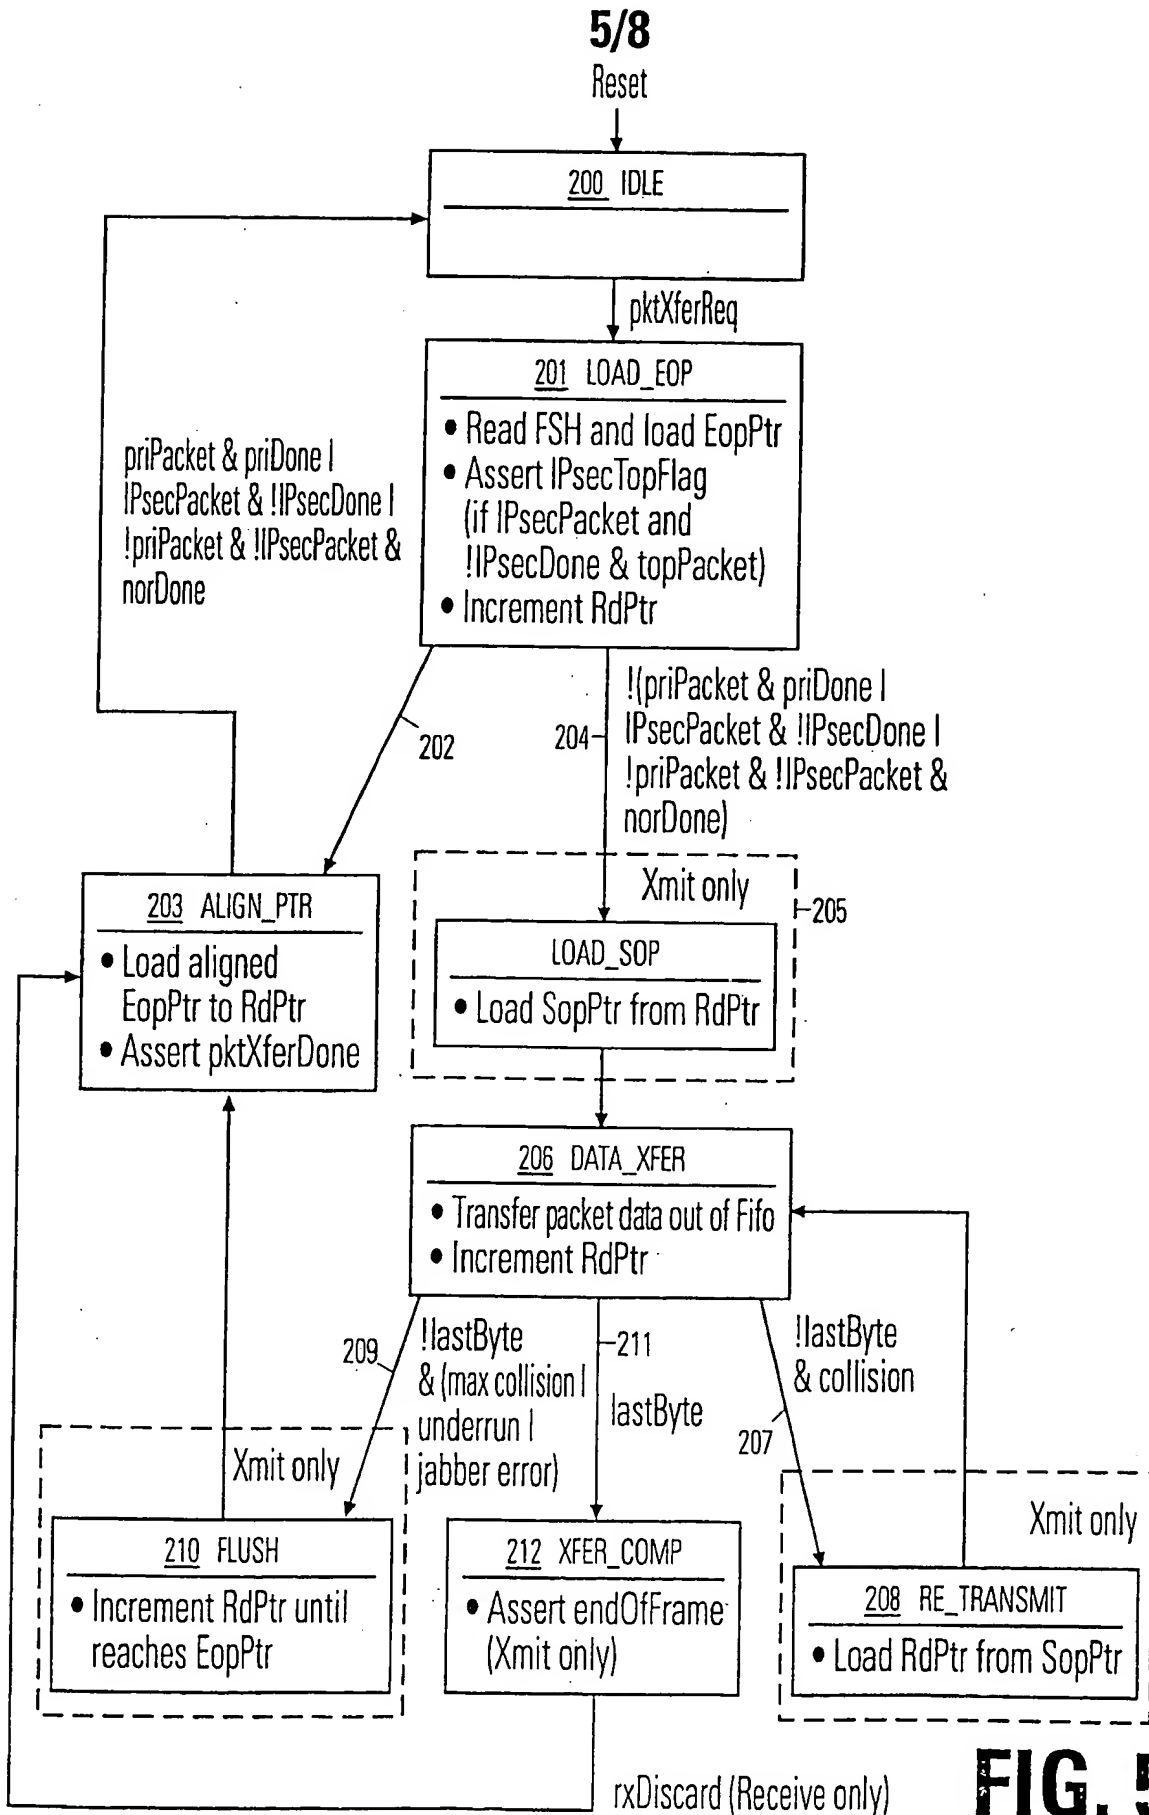 5/8
Reset
200 IDLE
pktXferReq
201 LOAD_EOP
• Read FSH and load EopPtr
• Assert IPsecTopFlag
(if IPsecPacket and
!IPsecDone & topPacket)
• Increment RdPtr
priPacket & priDone |
IPsecPacket & !IPsecDone |
!priPacket & !IPsecPacket &
norDone
202
204
!(priPacket & priDone |
IPsecPacket & !IPsecDone |
!priPacket & !IPsecPacket &
norDone)
203 ALIGN_PTR
• Load aligned
EopPtr to RdPtr
• Assert pktXferDone
Xmit only
205
LOAD_SOP
• Load SopPtr from RdPtr
206 DATA_XFER
• Transfer packet data out of Fifo
• Increment RdPtr
209
!lastByte
& (max collision |
underrun |
jabber error)
211
lastByte
!lastByte
& collision
207
Xmit only
210 FLUSH
• Increment RdPtr until
reaches EopPtr
212 XFER_COMP
• Assert endOfFrame
(Xmit only)
Xmit only
208 RE_TRANSMIT
• Load RdPtr from SopPtr
rxDiscard (Receive only)
FIG. 5